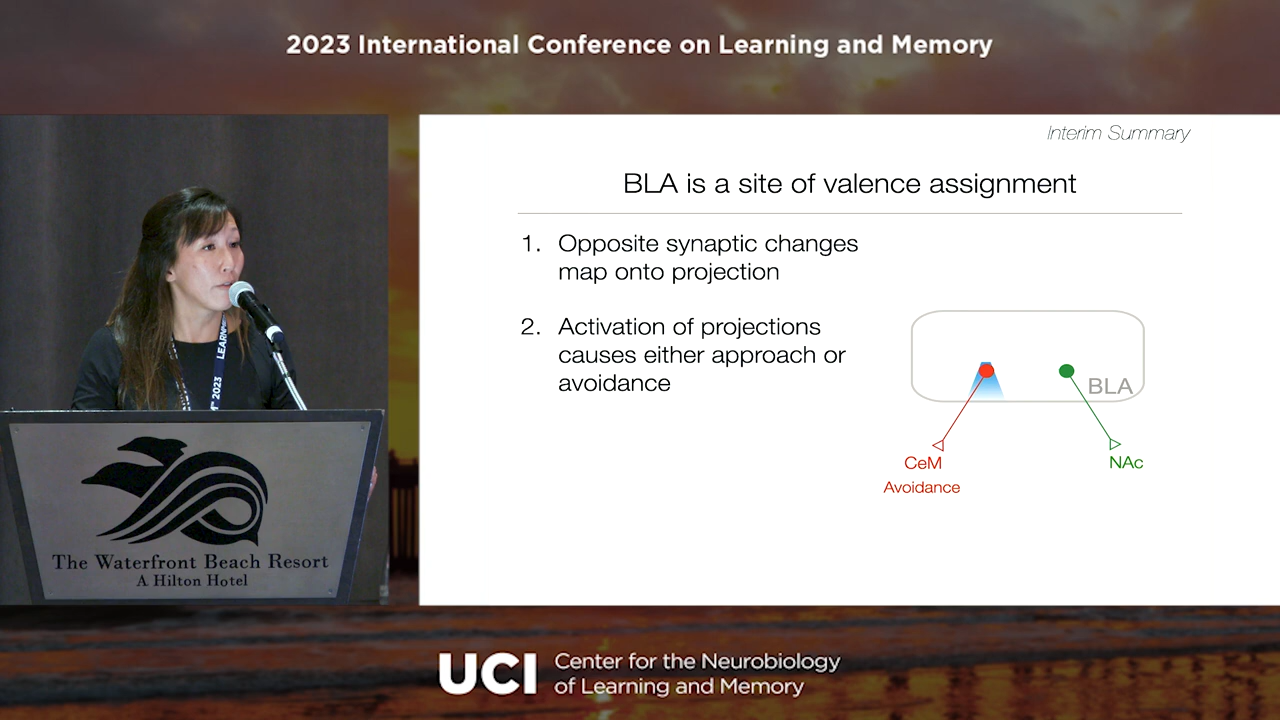 2023 International Conference on Learning and Memory
Interim Summary
BLA is a site of valence assignment
1. Opposite synaptic changes
map onto projection
2. Activation of projections
causes either approach or
avoidance
BLA
CeM
NAc
Avoidance
LEARN
2023
The Waterfront Beach Resort
A Hilton Hotel
UCI Center for the Neurobiology
of Learning and Memory